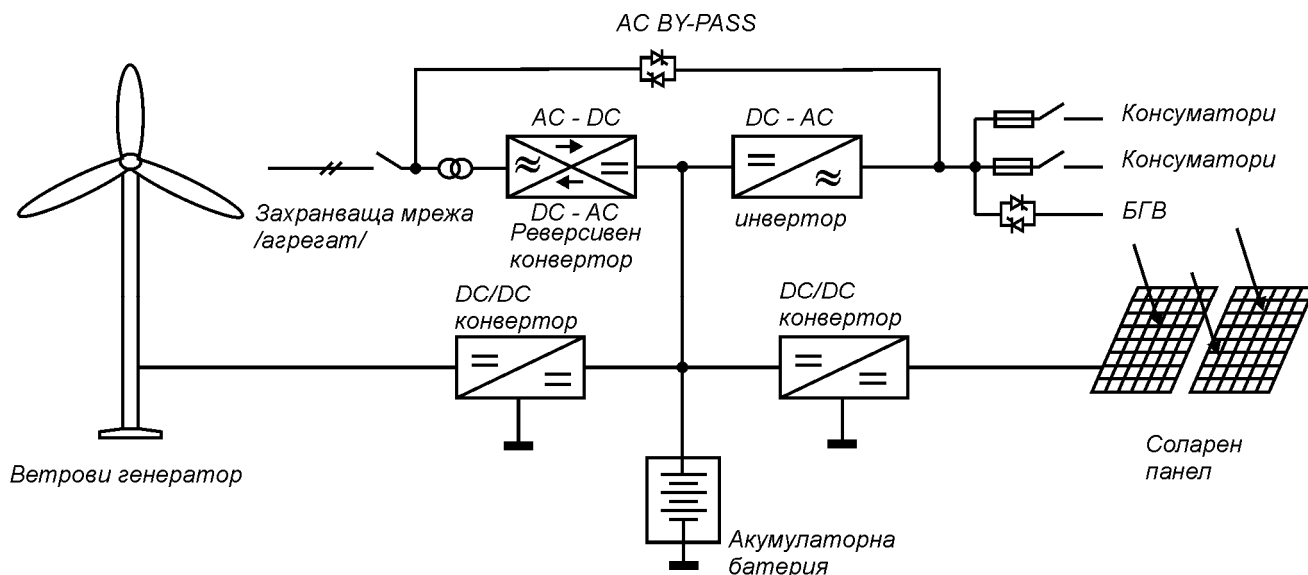 AC BY-PASS
AC - DC
DC - AC
Консуматори
Консуматори
Захранваща мрежа
/агрегат/
DC - AC
Реверсивен
конвертор
инвертор
БГВ
DC/DC
конвертор
DC/DC
конвертор
Ветрови генератор
Соларен
панел
Акумулаторна
батерия